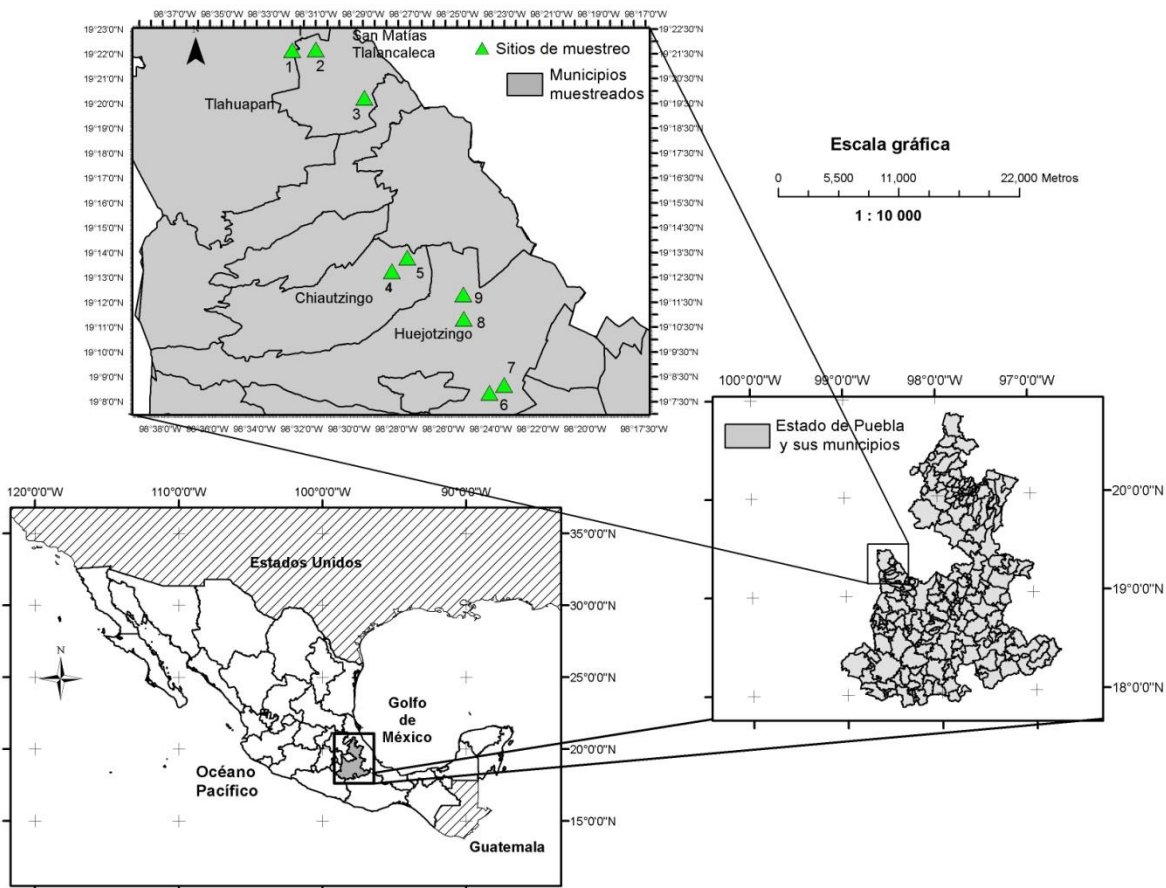 98°37'0"W 98°35'0"W 98°33'0"W 98°32'0"W 98°31'0"W 98°29'0"W 98°27'0"W 98°25'0"W 98°23'0"W 98°21'0"W 98°19'0"W 98°17'0"W
19°23'0"N
19°22'0"N
19°21'0"N
19°20'0"N
19°19'0"N
19°18'0"N
19°17'0"N
19°16'0"N
19°15'0"N
19°14'0"N
19°13'0"N
19°12'0"N
19°11'0"N
19°10'0"N
19°9'0"N
19°8'0"N
N
San Matías
Tlalancaleca
Sitios de muestreo
Municipios
muestreados
1
2
3
Tlahuapan
4
5
Chiautzingo
9
8
Huejotzingo
7
6
19°22'30"N
19°21'30"N
19°20'30"N
19°19'30"N
19°18'30"N
19°17'30"N
19°16'30"N
19°15'30"N
19°14'30"N
19°13'30"N
19°12'30"N
19°11'30"N
19°10'30"N
19°9'30"N
19°8'30"N
19°7'30"N
98°38'0"W 98°36'0"W 98°34'0"W 98°32'0"W 98°30'0"W 98°28'0"W 98°27'0"W 98°26'0"W 98°24'0"W 98°22'0"W 98°20'0"W 98°17'30"W
Escala gráfica
0 5,500 11,000 22,000 Metros
1 : 10 000
100°0'0"W 99°0'0"W 98°0'0"W 97°0'0"W
Estado de Puebla
y sus municipios
20°0'0"N
19°0'0"N
18°0'0"N
120°0'0"W 110°0'0"W 100°0'0"W 90°0'0"W
35°0'0"N
30°0'0"N
25°0'0"N
20°0'0"N
15°0'0"N
Estados Unidos
N
Golfo
de
México
Océano
Pacífico
Guatemala